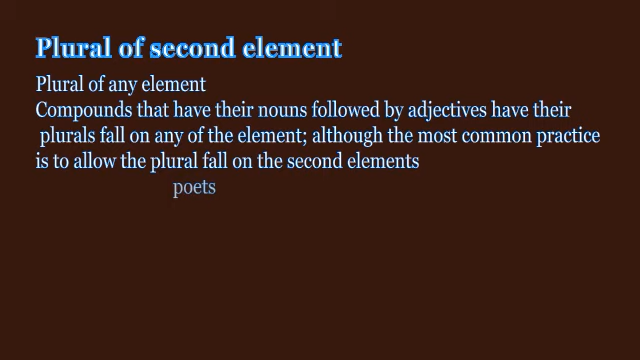 Plural of second element
Plural of any element
Compounds that have their nouns followed by adjectives have their
plurals fall on any of the element; although the most common practice
is to allow the plural fall on the second elements
poets